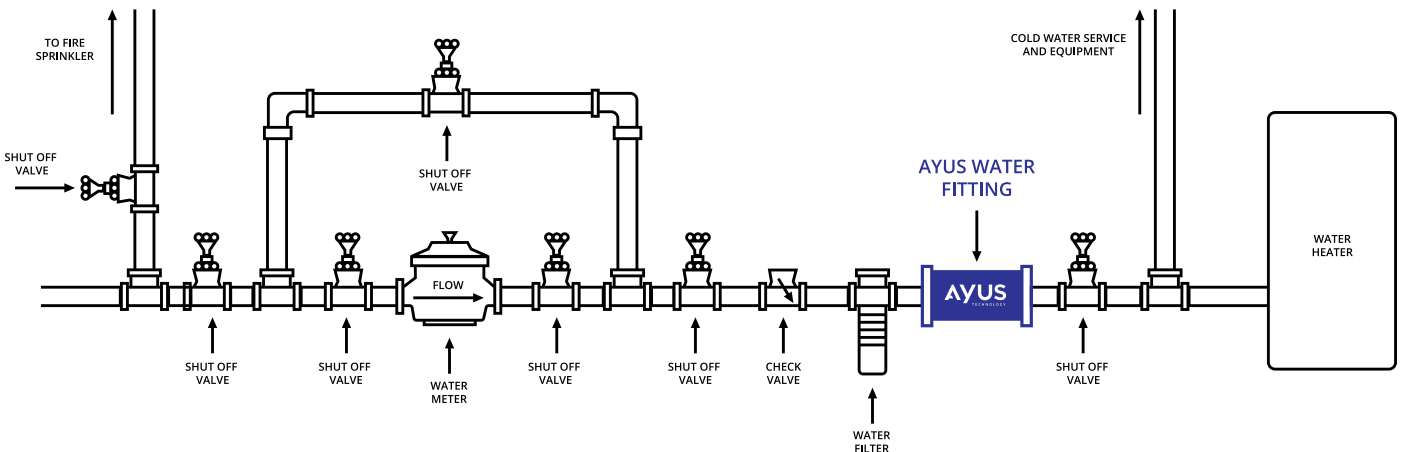 TO FIRE
SPRINKLER
COLD WATER SERVICE
AND EQUIPMENT
SHUT OFF
VALVE
SHUT OFF
VALVE
AYUS WATER
FITTING
WATER
HEATER
FLOW
AYUS
TECHNOLOGY
SHUT OFF
VALVE
SHUT OFF
VALVE
WATER
METER
SHUT OFF
VALVE
SHUT OFF
VALVE
CHECK
VALVE
SHUT OFF
VALVE
WATER
FILTER